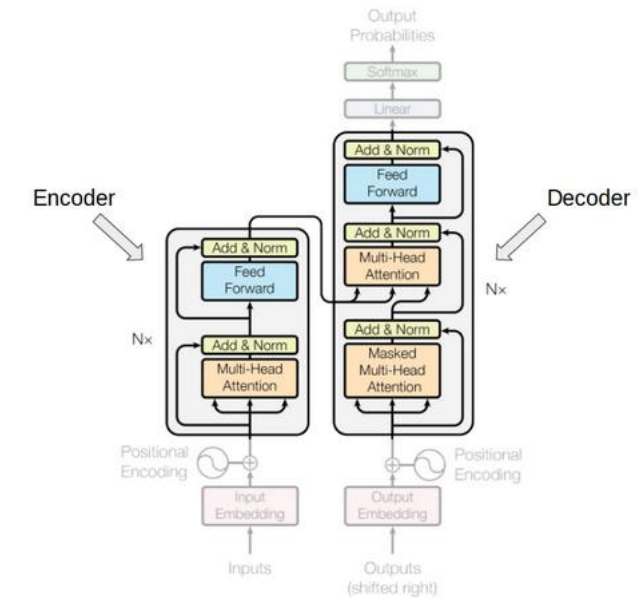 Output
Probabilities
Softmax
Linear
Add & Norm
Feed
Forward
Add & Norm
Multi-Head
Attention
Add & Norm
Masked
Multi-Head
Attention
Nx
Decoder
Encoder
Add & Norm
Feed
Forward
Nx
Add & Norm
Multi-Head
Attention
Positional
Encoding
Positional
Encoding
Input
Embedding
Output
Embedding
Inputs
Outputs
(shifted right)